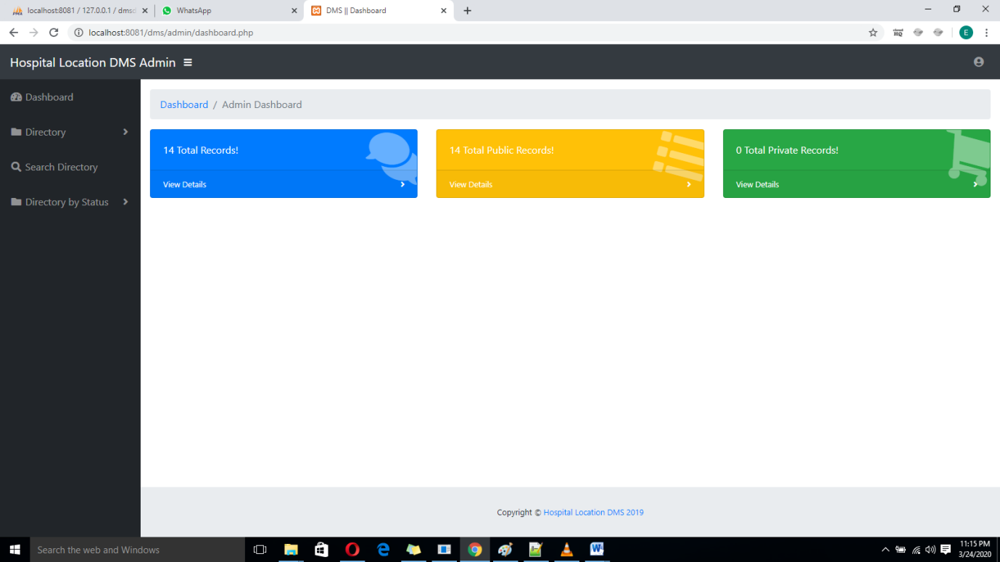 localhost:8081 / 127.0.0.1 / dmsd
WhatsApp
DMS || Dashboard
localhost:8081/dms/admin/dashboard.php
E
Hospital Location DMS Admin
Dashboard
Directory
Search Directory
Directory by Status
Dashboard / Admin Dashboard
14 Total Records!
View Details
14 Total Public Records!
View Details
0 Total Private Records!
View Details
Copyright © Hospital Location DMS 2019
Search the web and Windows
11:15 PM
3/24/2020